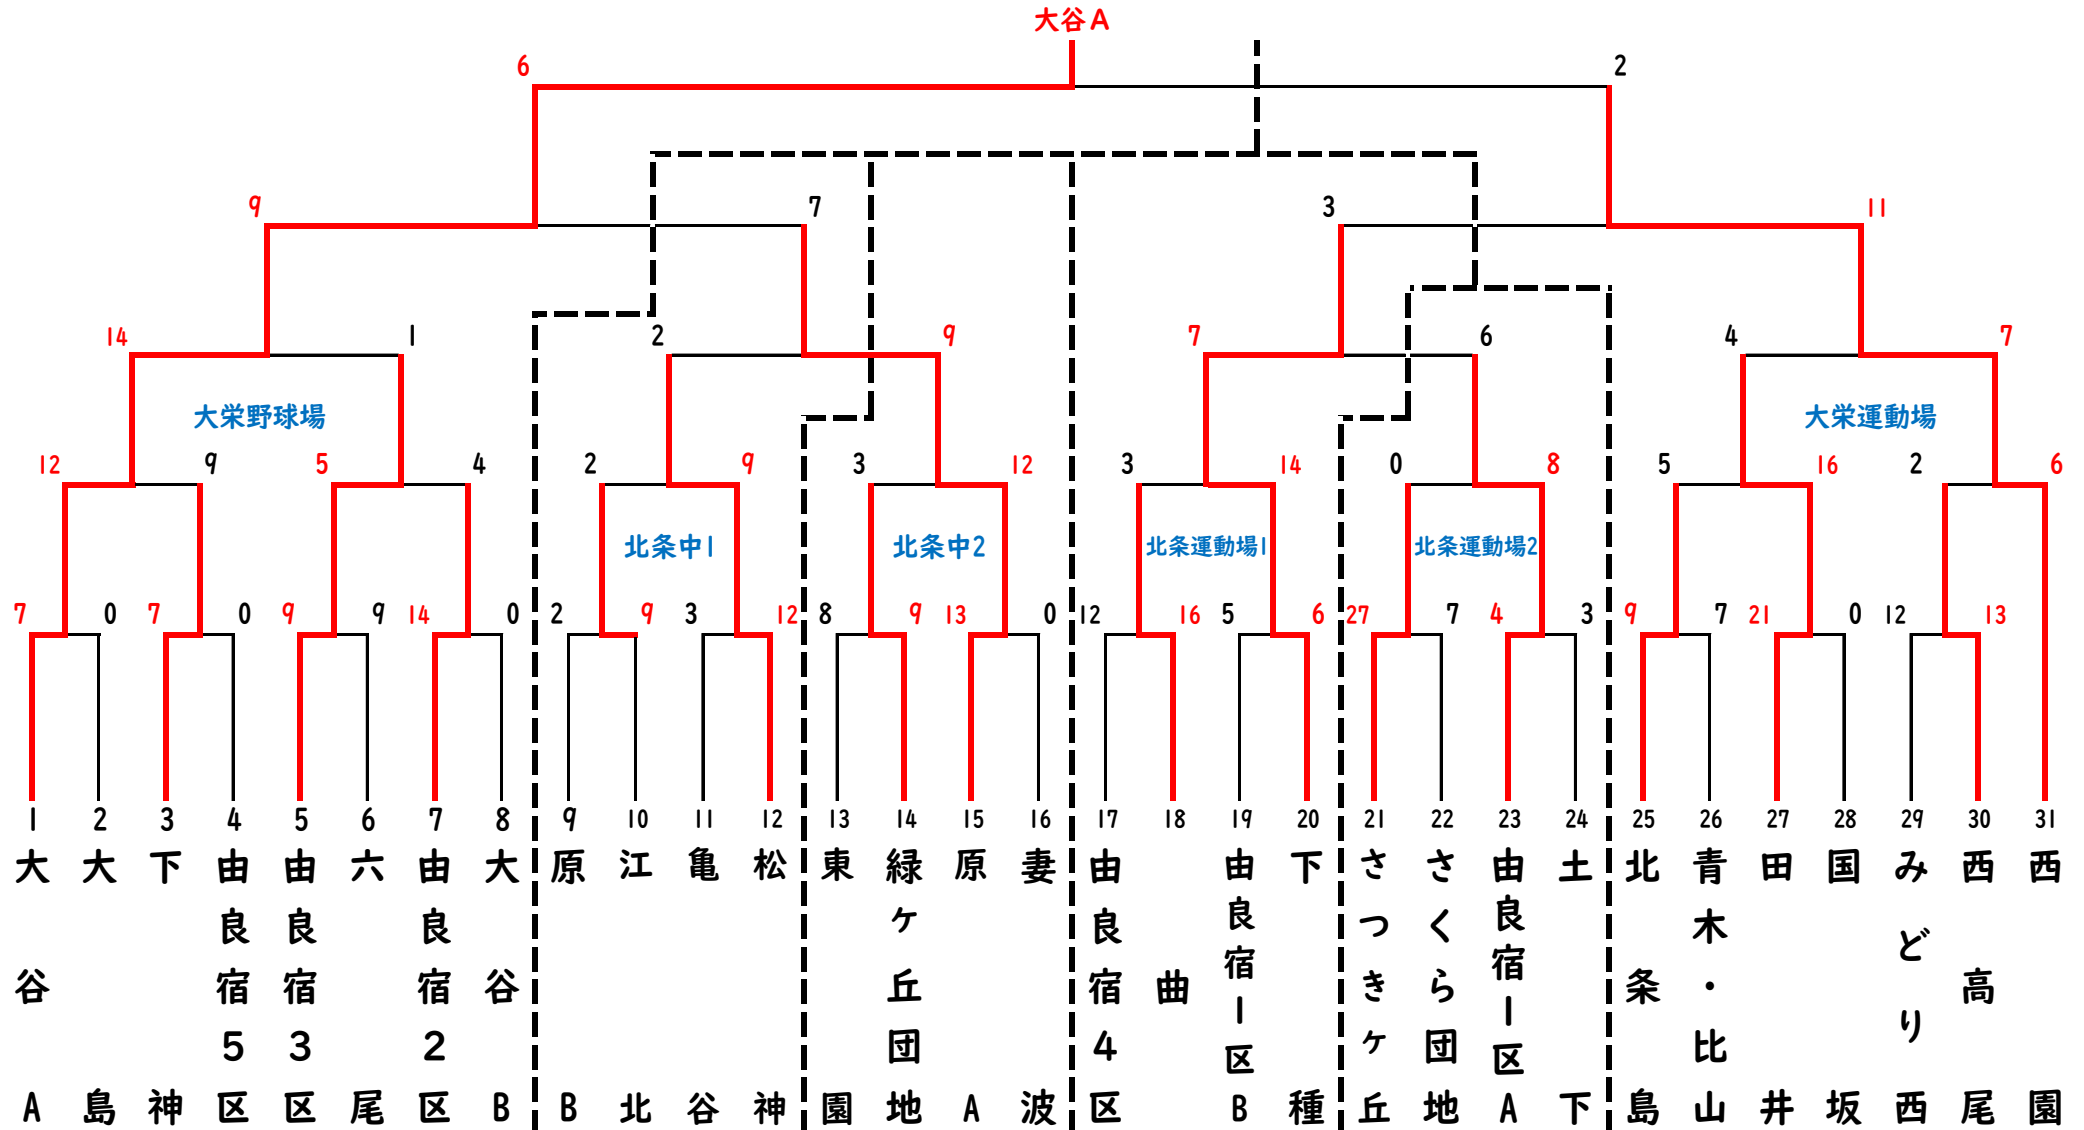 大谷A
6 2
9 7 3 11
14 1 2 9 7 6 4 7
大栄野球場 大栄運動場
12 9 5 4 2 9 3 12 3 14 0 8 5 16 2 6
北条中1 北条中2 北条運動場1 北条運動場2
7 0 7 0 9 9 14 0 2 9 3 12 8 9 13 0 12 16 5 6 27 7 4 3 9 7 21 0 12 13
1 2 3 4 5 6 7 8 9 10 11 12 13 14 15 16 17 18 19 20 21 22 23 24 25 26 27 28 29 30 31
大谷A
大島
下神
由良宿5区
由良宿3区
六尾
由良宿2区
大谷B
原B
江北
亀谷
松神
東園
緑ケ丘団地
原A
妻波
由良宿4区
曲
由良宿1区B
下種
さつきケ丘
さくら団地
由良宿1区A
土下
北条島
青木・比山
田井
国坂
みどり西
西高尾
西園